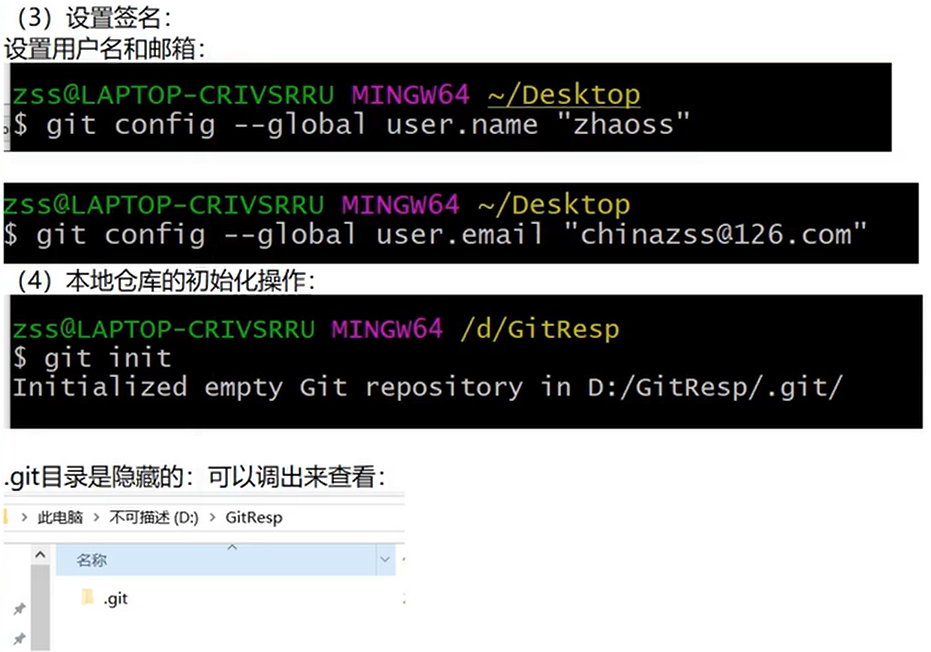 （3）设置签名：
设置用户名和邮箱：
zss@LAPTOP-CRIVSRRU MINGW64 ~/Desktop
$ git config --global user.name "zhaoss"
zss@LAPTOP-CRIVSRRU MINGW64 ~/Desktop
$ git config --global user.email "chinazss@126.com"
（4）本地仓库的初始化操作：
zss@LAPTOP-CRIVSRRU MINGW64 /d/GitResp
$ git init
Initialized empty Git repository in D:/GitResp/.git/
.git目录是隐藏的：可以调出来查看：
› 此电脑 › 不可描述 (D:) › GitResp
名称
.git